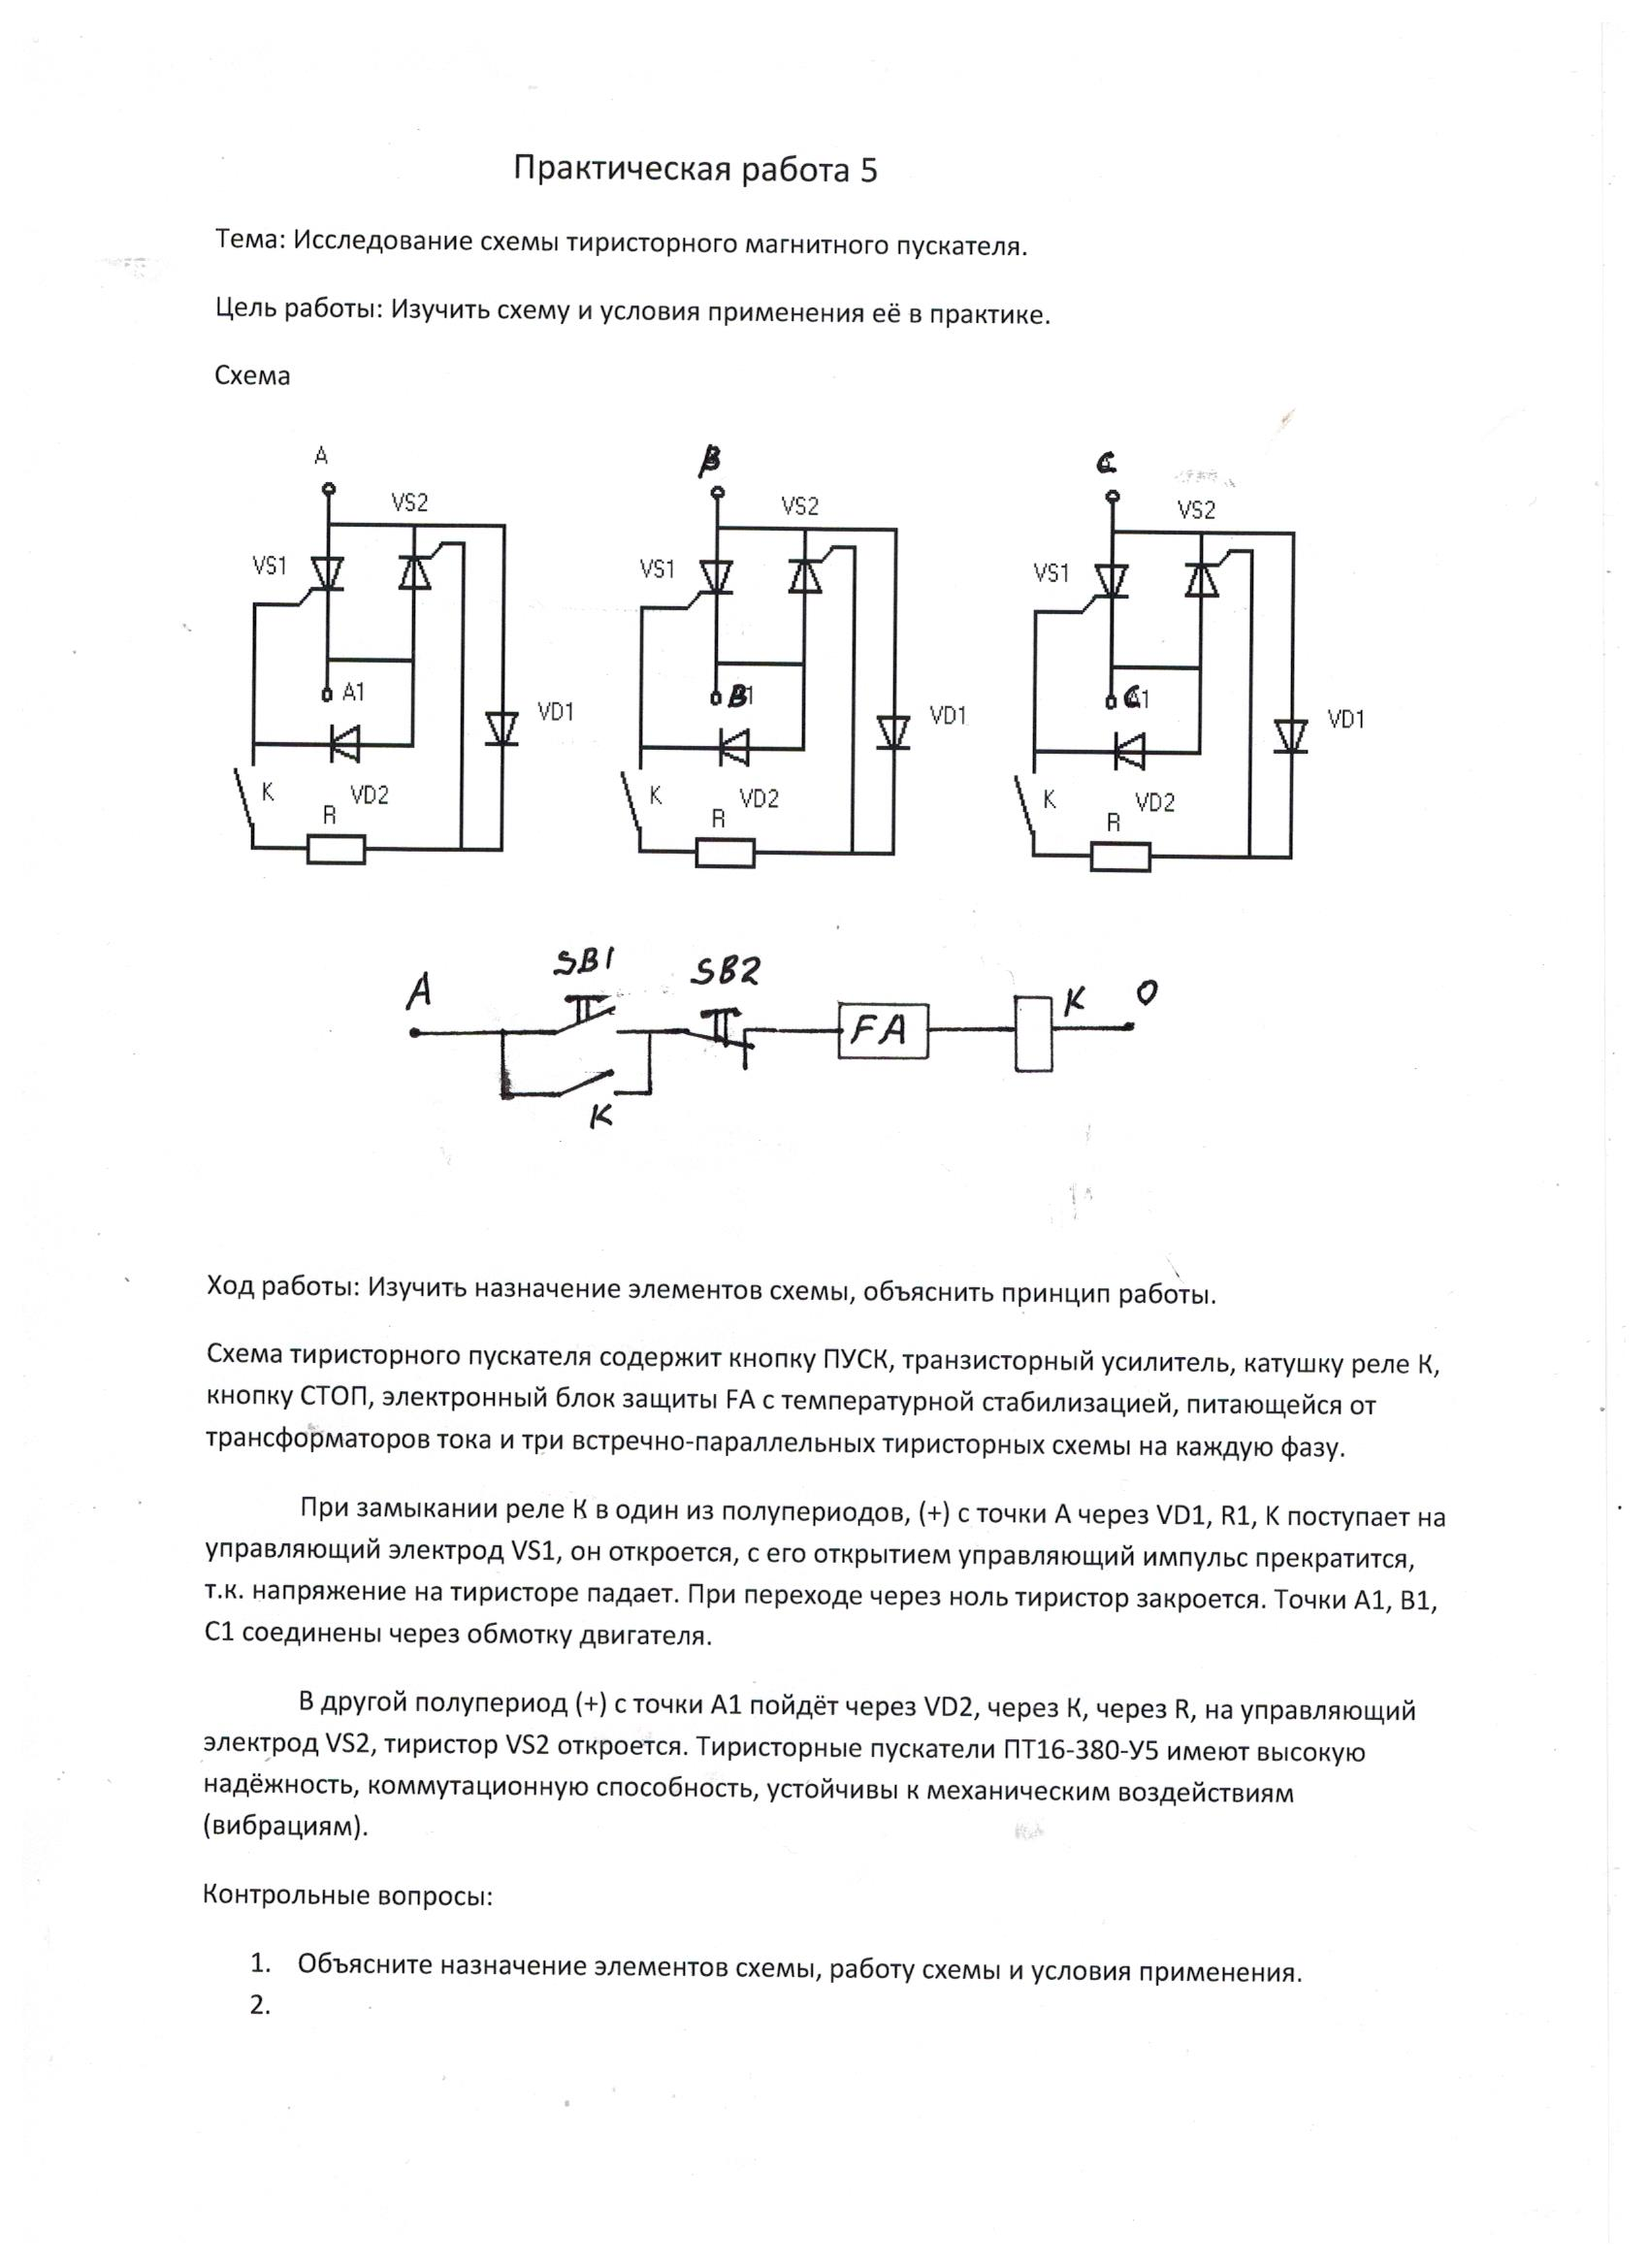 Практическая работа 5
Тема: Исследование схемы тиристорного магнитного пускателя.
Цель работы: Изучить схему и условия применения её в практике.
Схема
A B C
VS2 VS2 VS2
VS1 VS1 VS1
A1 B1 C1
VD1 VD1 VD1
K VD2 K VD2 K VD2
R R R
SB1 SB2
A FA K O
K
Ход работы: Изучить назначение элементов схемы, объяснить принцип работы.
Схема тиристорного пускателя содержит кнопку ПУСК, транзисторный усилитель, катушку реле К,
кнопку СТОП, электронный блок защиты FA с температурной стабилизацией, питающейся от
трансформаторов тока и три встречно-параллельных тиристорных схемы на каждую фазу.
При замыкании реле К в один из полупериодов, (+) с точки А через VD1, R1, K поступает на
управляющий электрод VS1, он откроется, с его открытием управляющий импульс прекратится,
т.к. напряжение на тиристоре падает. При переходе через ноль тиристор закроется. Точки А1, В1,
С1 соединены через обмотку двигателя.
В другой полупериод (+) с точки А1 пойдёт через VD2, через К, через R, на управляющий
электрод VS2, тиристор VS2 откроется. Тиристорные пускатели ПТ16-380-У5 имеют высокую
надёжность, коммутационную способность, устойчивы к механическим воздействиям
(вибрациям).
Контрольные вопросы:
1. Объясните назначение элементов схемы, работу схемы и условия применения.
2.